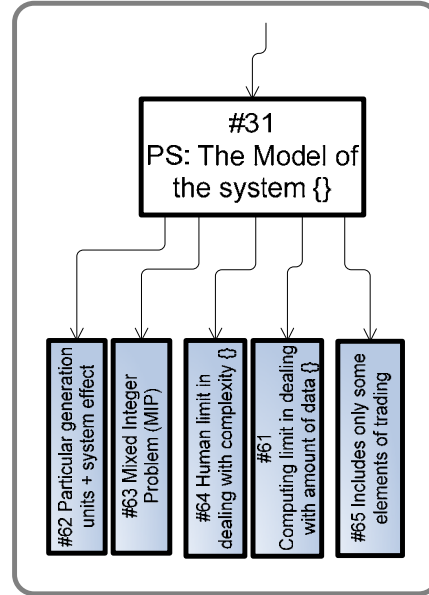 #31
PS: The Model of
the system {}
#62 Particular generation
units + system effect
#63 Mixed Integer
Problem (MIP)
#64 Human limit in
dealing with complexity {}
#61
Computing limit in dealing
with amount of data {}
#65 Includes only some
elements of trading